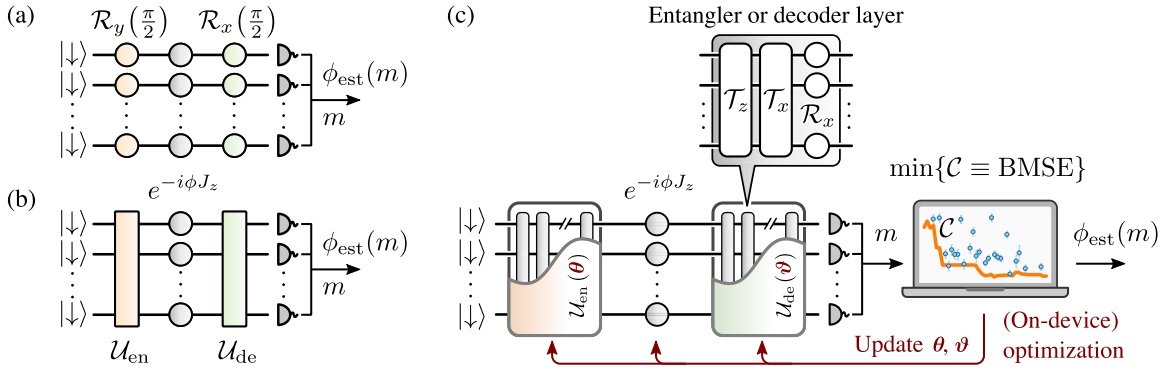 (a)
R_y(π/2) R_x(π/2)
|↓⟩
|↓⟩
|↓⟩
ϕ_est(m)
m
(b)
e^{-iϕJ_z}
|↓⟩
|↓⟩
|↓⟩
ϕ_est(m)
m
U_en U_de
(c)
Entangler or decoder layer
T_z T_x R_x
e^{-iϕJ_z}
|↓⟩
|↓⟩
|↓⟩
U_en(θ)
U_de(ϑ)
m
min{C ≡ BMSE}
C
ϕ_est(m)
Update θ, ϑ
(On-device)
optimization